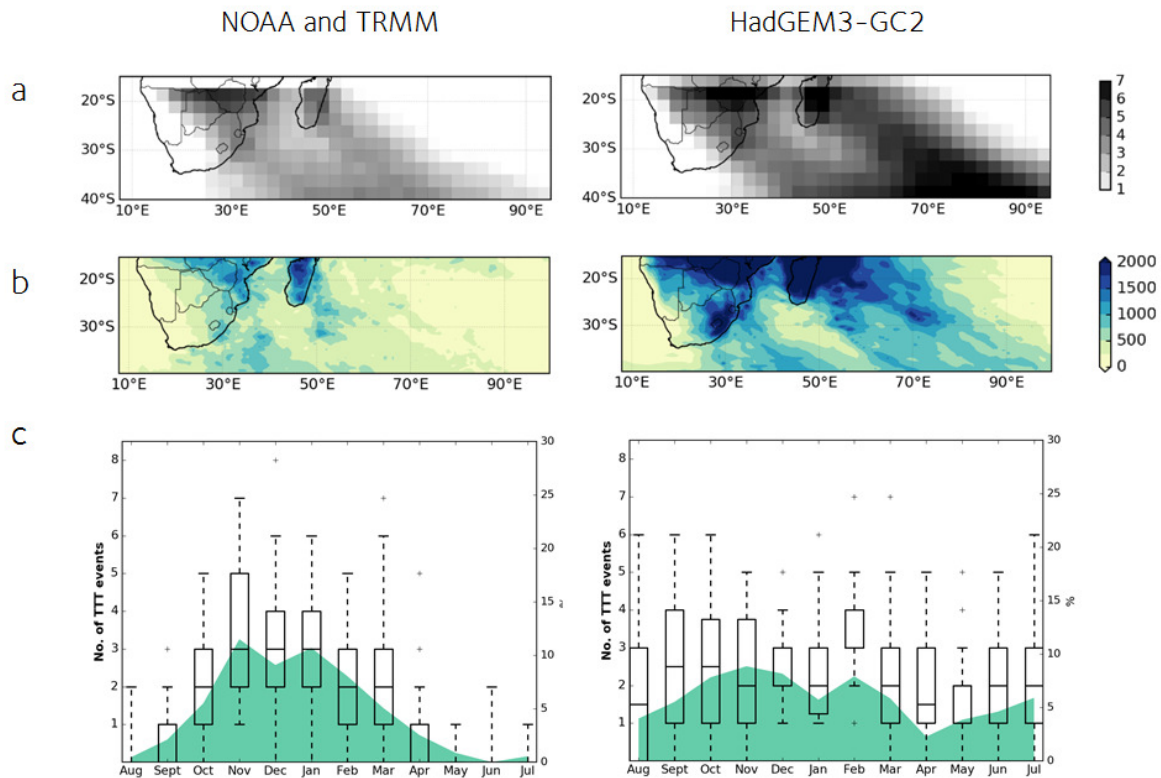 NOAA and TRMM
HadGEM3-GC2
a
20°S
30°S
40°S
10°E 30°E 50°E 70°E 90°E
20°S
30°S
40°S
10°E 30°E 50°E 70°E 90°E
7
6
5
4
3
2
1
b
20°S
30°S
10°E 30°E 50°E 70°E 90°E
20°S
30°S
10°E 30°E 50°E 70°E 90°E
2000
1500
1000
500
0
c
No. of TTT events
8
7
6
5
4
3
2
1
30
25
20
15
10
5
0
Aug Sept Oct Nov Dec Jan Feb Mar Apr May Jun Jul
No. of TTT events
8
7
6
5
4
3
2
1
30
25
20
15
10
5
0
%
Aug Sept Oct Nov Dec Jan Feb Mar Apr May Jun Jul